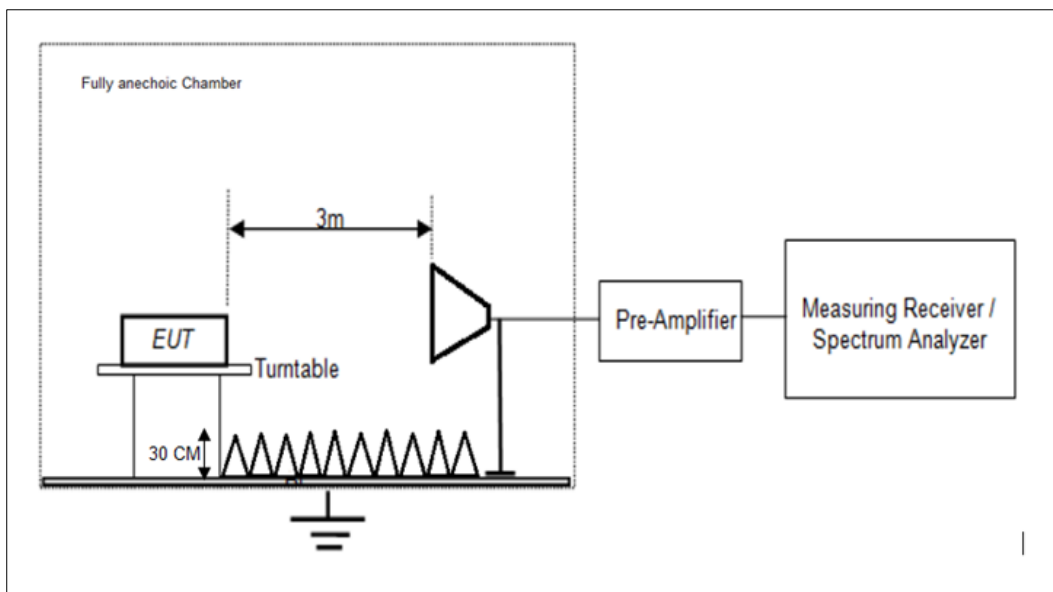 Fully anechoic Chamber
3m
EUT
Turntable
30 CM
Pre-Amplifier
Measuring Receiver /
Spectrum Analyzer